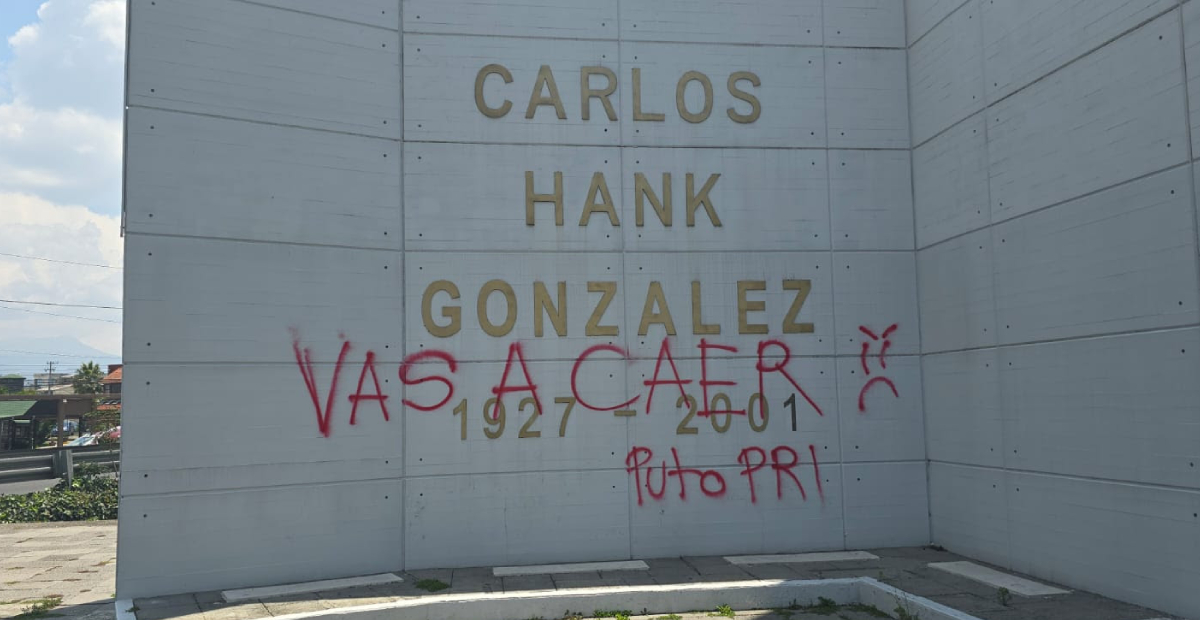 CARLOS
HANK
GONZALEZ
VAS A CAER
1927 - 2001
Puto PRI